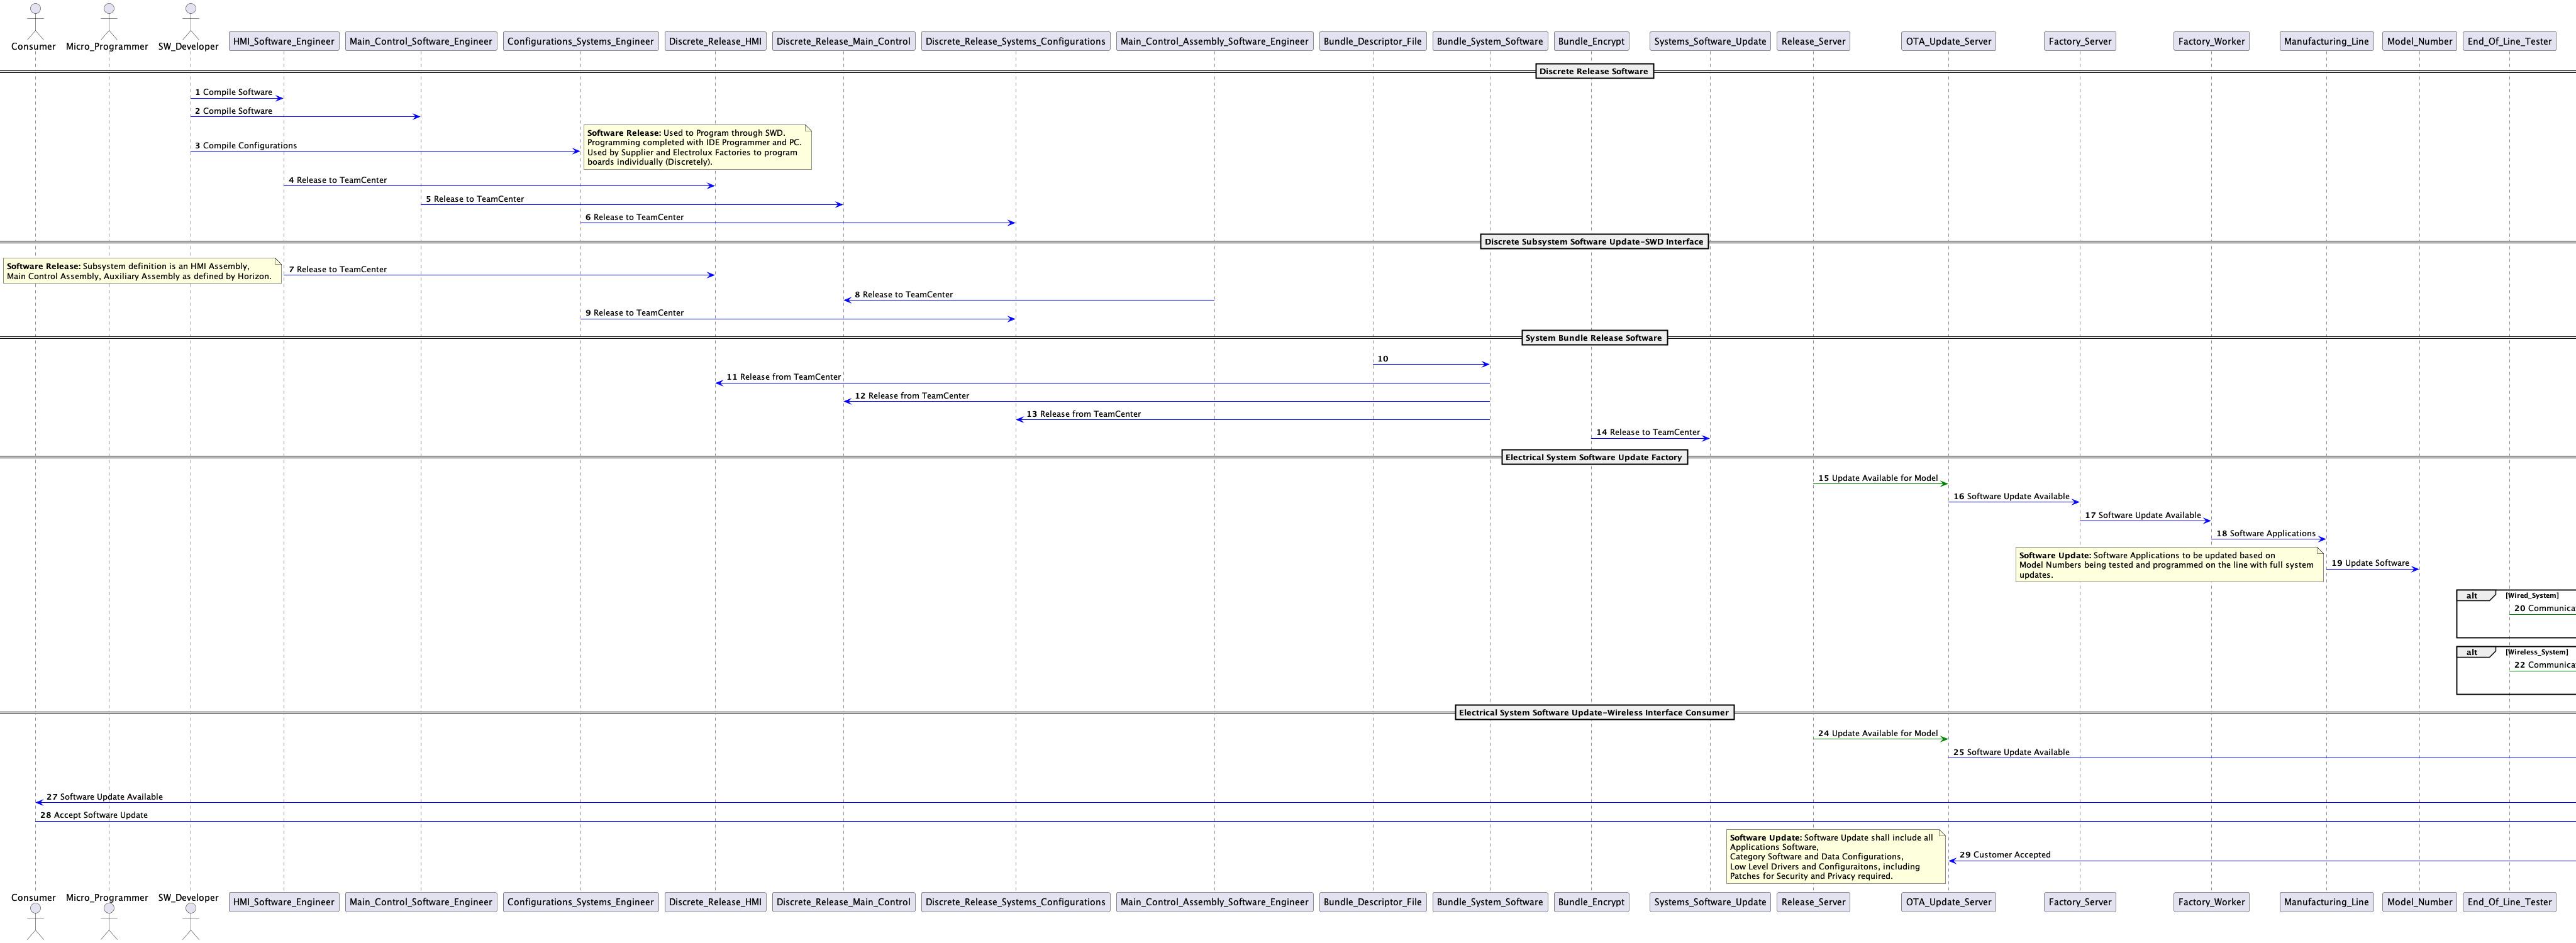 Consumer
Micro_Programmer
SW_Developer
HMI_Software_Engineer
Main_Control_Software_Engineer
Configurations_Systems_Engineer
Discrete_Release_HMI
Discrete_Release_Main_Control
Discrete_Release_Systems_Configurations
Main_Control_Assembly_Software_Engineer
Bundle_Descriptor_File
Bundle_System_Software
Bundle_Encrypt
Systems_Software_Update
Release_Server
OTA_Update_Server
Factory_Server
Factory_Worker
Manufacturing_Line
Model_Number
End_Of_Line_Tester
Discrete Release Software
1 Compile Software
2 Compile Software
3 Compile Configurations
Software Release: Used to Program through SWD.
Programming completed with IDE Programmer and PC.
Used by Supplier and Electrolux Factories to program
boards individually (Discretely).
4 Release to TeamCenter
5 Release to TeamCenter
6 Release to TeamCenter
Discrete Subsystem Software Update-SWD Interface
Software Release: Subsystem definition is an HMI Assembly,
Main Control Assembly, Auxiliary Assembly as defined by Horizon.
7 Release to TeamCenter
8 Release to TeamCenter
9 Release to TeamCenter
System Bundle Release Software
10
11 Release from TeamCenter
12 Release from TeamCenter
13 Release from TeamCenter
14 Release to TeamCenter
Electrical System Software Update Factory
15 Update Available for Model
16 Software Update Available
17 Software Update Available
18 Software Applications
Software Update: Software Applications to be updated based on
Model Numbers being tested and programmed on the line with full system
updates.
19 Update Software
alt [Wired_System]
20 Communica
alt [Wireless_System]
22 Communica
Electrical System Software Update-Wireless Interface Consumer
24 Update Available for Model
25 Software Update Available
27 Software Update Available
28 Accept Software Update
Software Update: Software Update shall include all
Applications Software,
Category Software and Data Configurations,
Low Level Drivers and Configuraitons, including
Patches for Security and Privacy required.
29 Customer Accepted
Consumer
Micro_Programmer
SW_Developer
HMI_Software_Engineer
Main_Control_Software_Engineer
Configurations_Systems_Engineer
Discrete_Release_HMI
Discrete_Release_Main_Control
Discrete_Release_Systems_Configurations
Main_Control_Assembly_Software_Engineer
Bundle_Descriptor_File
Bundle_System_Software
Bundle_Encrypt
Systems_Software_Update
Release_Server
OTA_Update_Server
Factory_Server
Factory_Worker
Manufacturing_Line
Model_Number
End_Of_Line_Tester